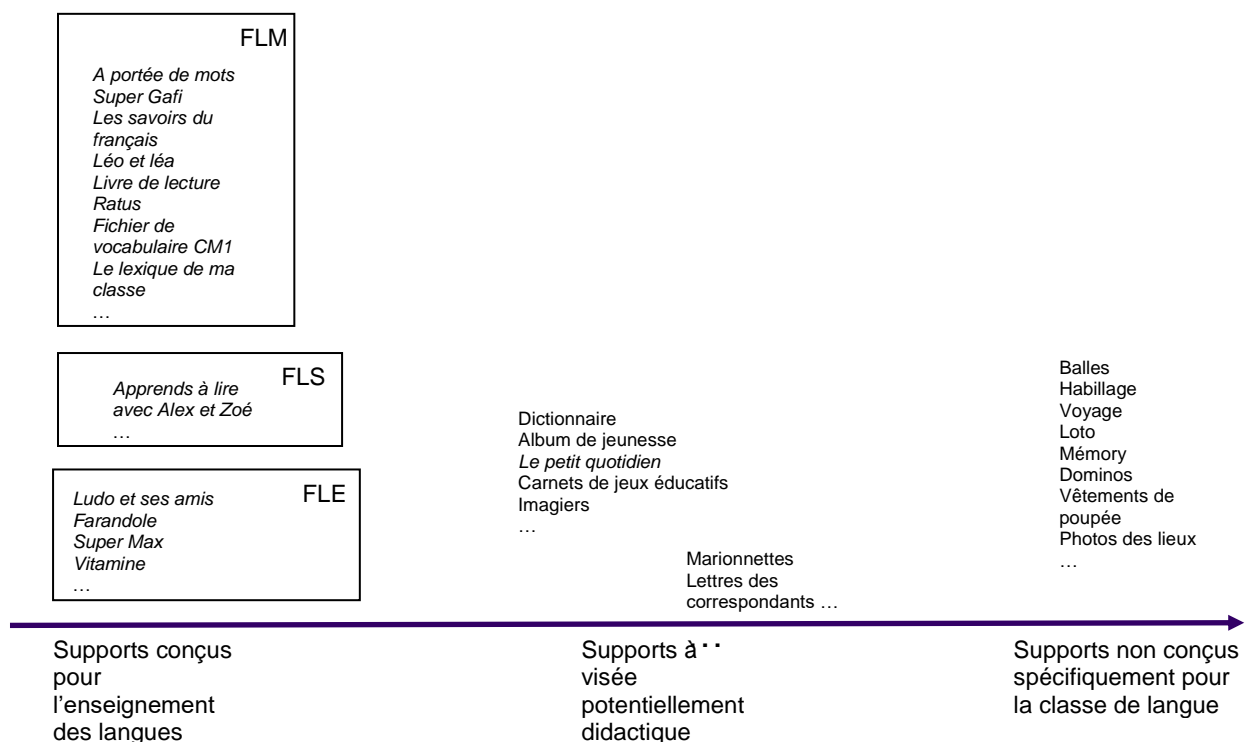 FLM
A portée de mots
Super Gafi
Les savoirs du
français
Léo et léa
Livre de lecture
Ratus
Fichier de
vocabulaire CM1
Le lexique de ma
classe
…
FLS
Apprends à lire
avec Alex et Zoé
…
FLE
Ludo et ses amis
Farandole
Super Max
Vitamine
…
Dictionnaire
Album de jeunesse
Le petit quotidien
Carnets de jeux éducatifs
Imagiers
…
Marionnettes
Lettres des
correspondants …
Balles
Habillage
Voyage
Loto
Mémory
Dominos
Vêtements de
poupée
Photos des lieux
…
Supports conçus
pour
l’enseignement
des langues
Supports à
visée
potentiellement
didactique
Supports non conçus
spécifiquement pour
la classe de langue